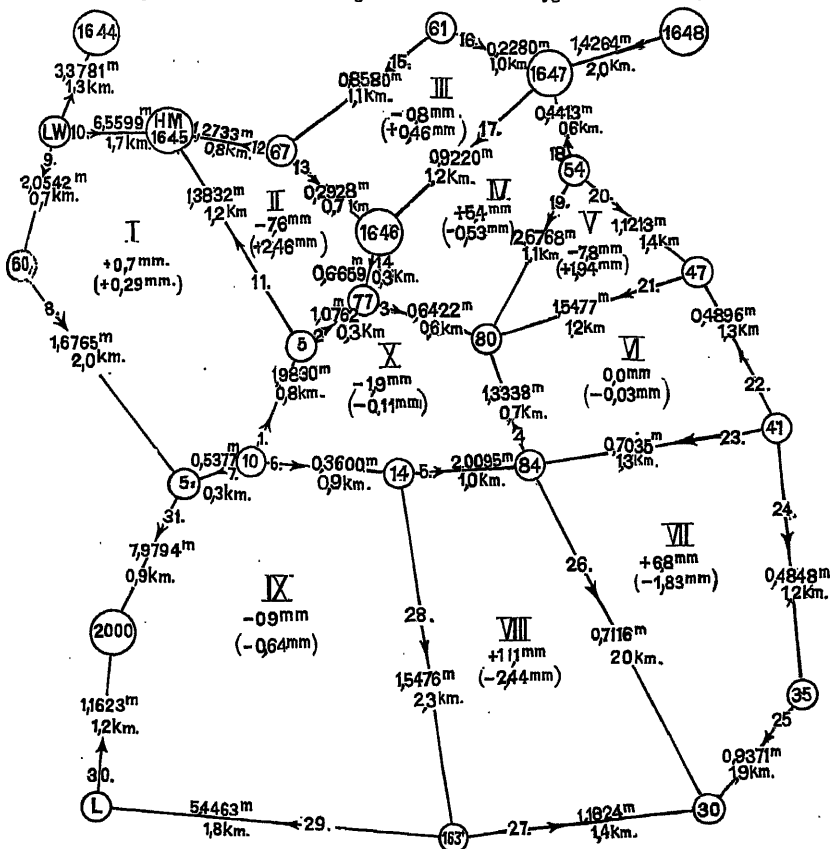 1644
61
16.
0,2280ᵐ
1,0km.
1,4264ᵐ
2,0km.
1648
15.
0,8580ᵐ
1,1km.
1647
3,3781ᵐ
1,3km.
LW
10.
6,5599ᵐ
1,7km.
HM
1645
1,2733ᵐ
0,8km.
12
67
III
-0,8mm
(+0,46mm)
17.
0,9220ᵐ
1,2km.
0,4413ᵐ
0,6km.
18
54
9.
2,0542ᵐ
0,7km.
13
0,2928ᵐ
0,7km
II
-7,6mm
(+2,46mm)
1,3832ᵐ
1,2km
IV
+5,4mm
(-0,53mm)
19.
20.
V
-7,8mm
(+1,94mm)
1,1213ᵐ
1,4km
1646
2,6768ᵐ
1,1km
60
I
+0,7mm.
(+0,29mm.)
11.
14
0,6659ᵐ
0,3km.
77
3
0,6422ᵐ
0,6km.
80
21.
1,5477ᵐ
1,2km
47
8.
1,6765ᵐ
2,0km.
5
2
1,0762ᵐ
0,3km
0,4896ᵐ
1,3km
X
-1,9mm
(-0,11mm)
VI
0,0mm
(-0,03mm)
22.
1,9830ᵐ
0,8km.
1,3338ᵐ
0,7km.
1.
4
41
23.
0,7035ᵐ
1,3km.
0,5377ᵐ
7.
0,3km.
10
6.
0,3600ᵐ
0,9km.
14
5.
2,0095ᵐ
1,0km.
84
31.
7,9794ᵐ
0,9km.
24.
VII
+6,8mm
(-1,83mm)
26.
0,4848ᵐ
1,2km.
IX
-0,9mm
(-0,64mm)
28.
VIII
+11,1mm
(-2,44mm)
0,7116ᵐ
2,0km.
2000
1,5476ᵐ
2,3km.
35
1,1623ᵐ
1,2km.
25
0,9371ᵐ
1,9km.
30.
L
5,4463ᵐ
1,8km.
29.
27.
1,1824ᵐ
1,4km.
30